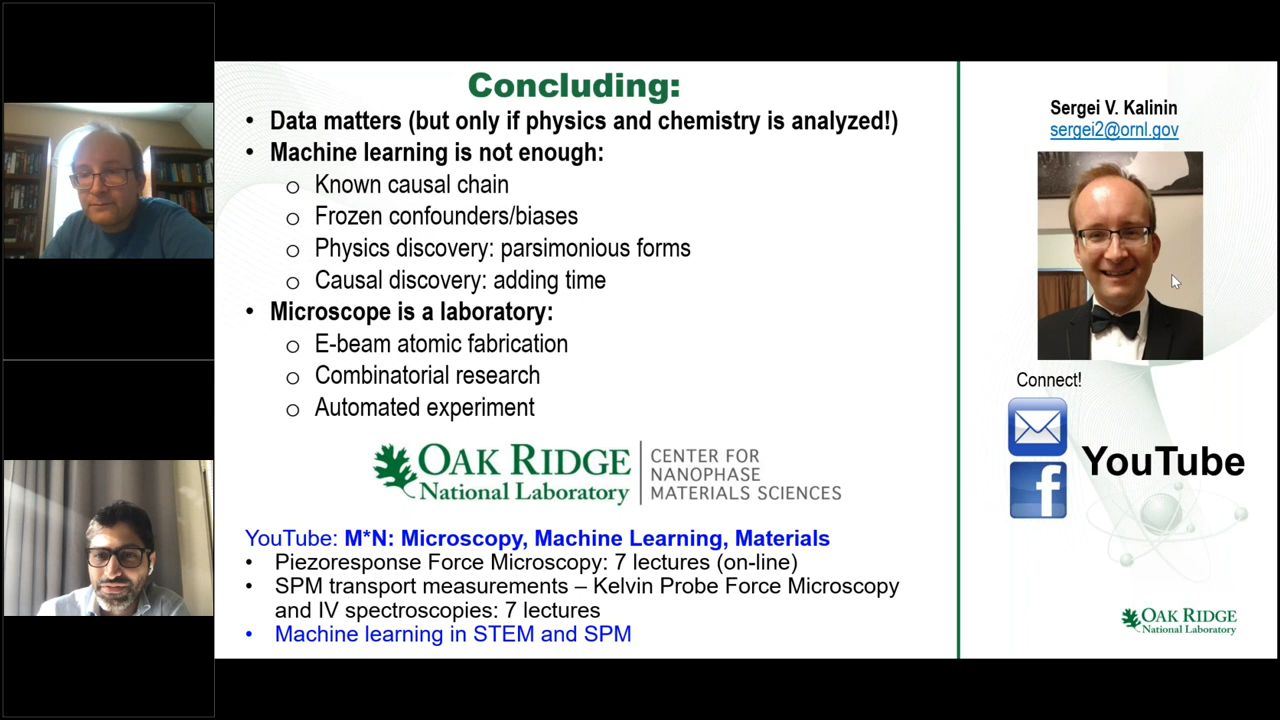 Concluding:
• Data matters (but only if physics and chemistry is analyzed!)
• Machine learning is not enough:
o Known causal chain
o Frozen confounders/biases
o Physics discovery: parsimonious forms
o Causal discovery: adding time
• Microscope is a laboratory:
o E-beam atomic fabrication
o Combinatorial research
o Automated experiment
OAK RIDGE
National Laboratory
CENTER FOR
NANOPHASE
MATERIALS SCIENCES
YouTube: M*N: Microscopy, Machine Learning, Materials
• Piezoresponse Force Microscopy: 7 lectures (on-line)
• SPM transport measurements – Kelvin Probe Force Microscopy
and IV spectroscopies: 7 lectures
• Machine learning in STEM and SPM
Sergei V. Kalinin
sergei2@ornl.gov
Connect!
f
YouTube
OAK RIDGE
National Laboratory